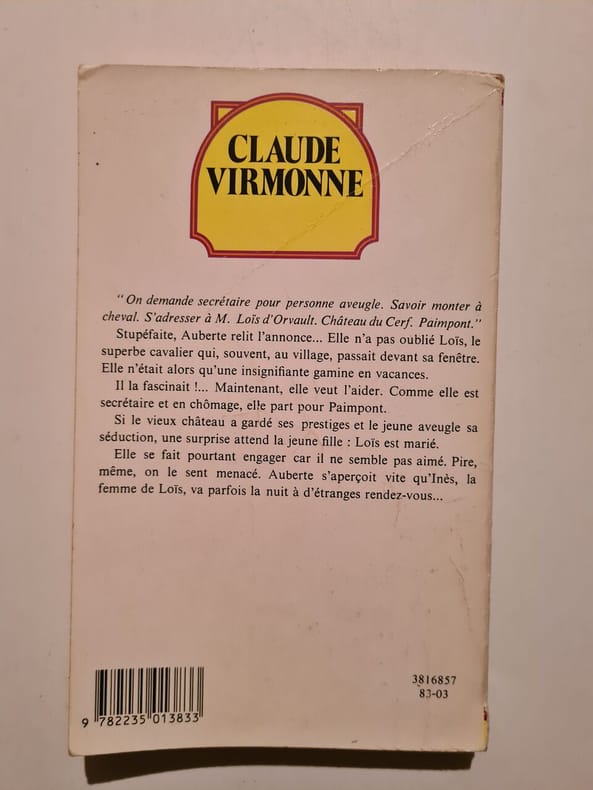 CLAUDE
VIRMONNE
"On demande secrétaire pour personne aveugle. Savoir monter à
cheval. S'adresser à M. Loïs d'Orvault. Château du Cerf. Paimpont."
Stupéfaite, Auberte relit l'annonce... Elle n'a pas oublié Loïs, le
superbe cavalier qui, souvent, au village, passait devant sa fenêtre.
Elle n'était alors qu'une insignifiante gamine en vacances.
Il la fascinait !... Maintenant, elle veut l'aider. Comme elle est
secrétaire et en chômage, elle part pour Paimpont.
Si le vieux château a gardé ses prestiges et le jeune aveugle sa
séduction, une surprise attend la jeune fille : Loïs est marié.
Elle se fait pourtant engager car il ne semble pas aimé. Pire,
même, on le sent menacé. Auberte s'aperçoit vite qu'Inès, la
femme de Loïs, va parfois la nuit à d'étranges rendez-vous...
3816857
83-03
9 782235 013833